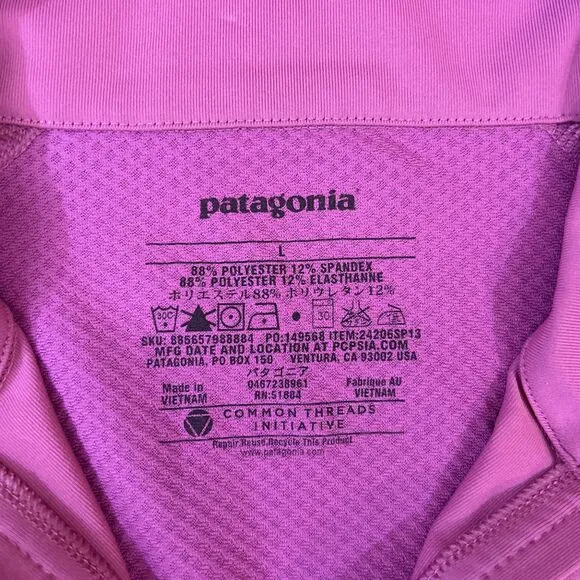 patagonia
L
88% POLYESTER 12% SPANDEX
88% POLYESTER 12% ELASTHANNE
ポリエステル88% ポリウレタン12%
30C 30
SKU: 885657988884 PO:149568 ITEM:24206SP13
MFG DATE AND LOCATION AT PCPSIA.COM
PATAGONIA, PO BOX 150 VENTURA, CA 93002 USA
パタゴニア
Made in 0467238961 Fabrique AU
VIETNAM RN:51884 VIETNAM
COMMON THREADS
INITIATIVE
Repair Reuse Recycle This Product
www.patagonia.com